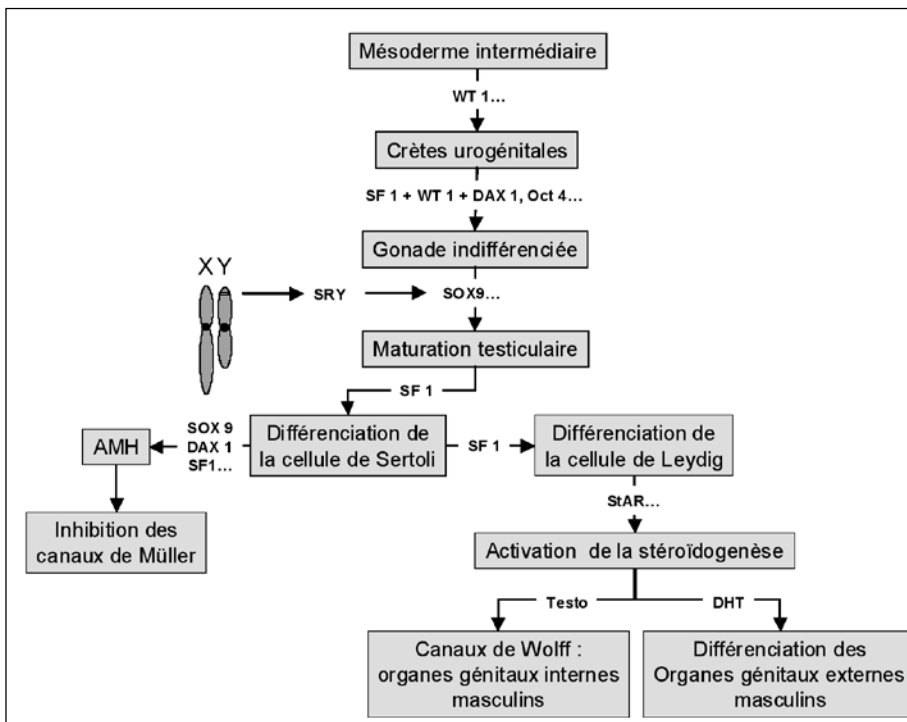 Mésoderme intermédiaire
WT 1...
Crètes urogénitales
SF 1 + WT 1 + DAX 1, Oct 4...
Gonade indifférenciée
X Y
SRY
SOX9...
Maturation testiculaire
SF 1
SOX 9
DAX 1
SF1...
AMH
Différenciation de
la cellule de Sertoli
SF 1
Différenciation de
la cellule de Leydig
StAR...
Inhibition des
canaux de Müller
Activation de la stéroïdogenèse
Testo
DHT
Canaux de Wolff :
organes génitaux internes
masculins
Différenciation des
Organes génitaux externes
masculins